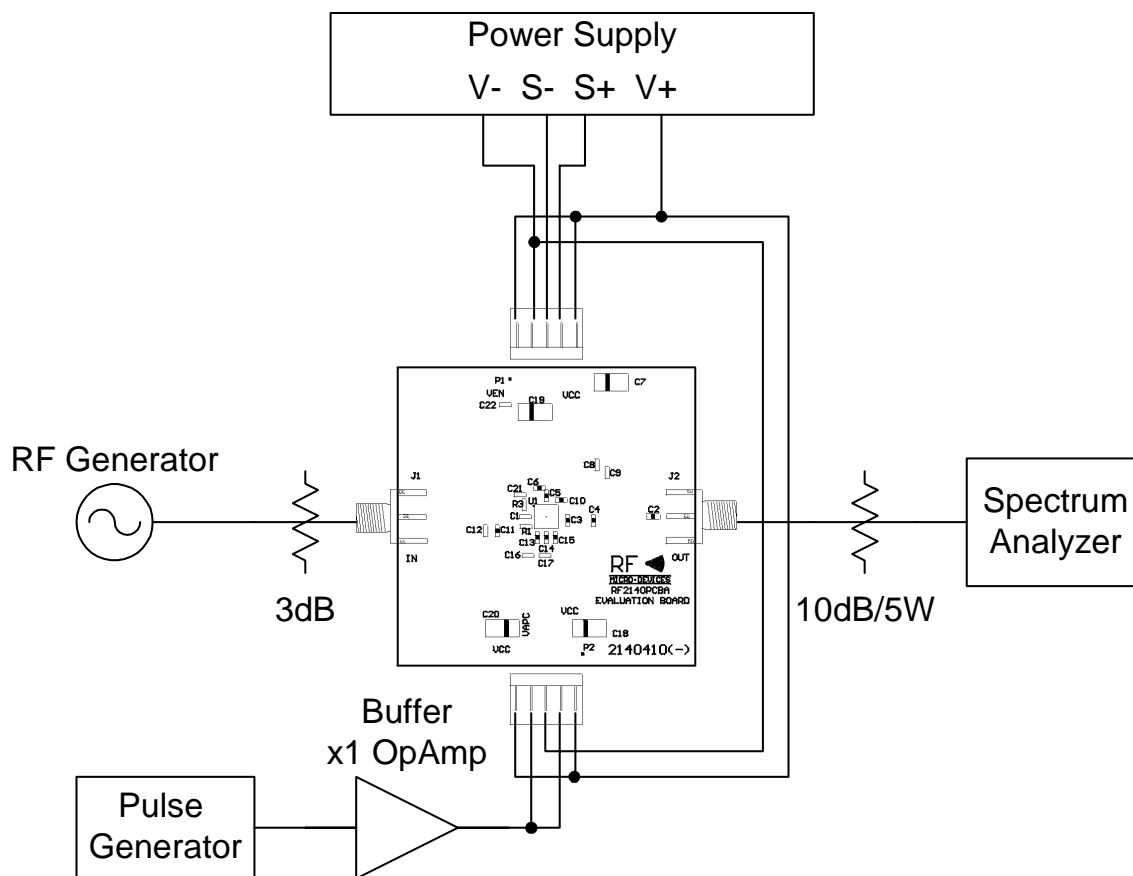 Power Supply
V- S- S+ V+
P1
VEN
C22
C19
VCC
C7
RF Generator
3dB
J1
IN
C21
R3
C1
C12
C11
R1
C13
C16
C14
C17
C15
U1
C6
C5
C10
C3
C4
C8
C9
J2
C2
OUT
RF
MICRO-DEVICES
RF2140PCBA
EVALUATION BOARD
C20
VAPC
VCC
VCC
C18
P2
2140410(-)
10dB/5W
Spectrum
Analyzer
Buffer
x1 OpAmp
Pulse
Generator